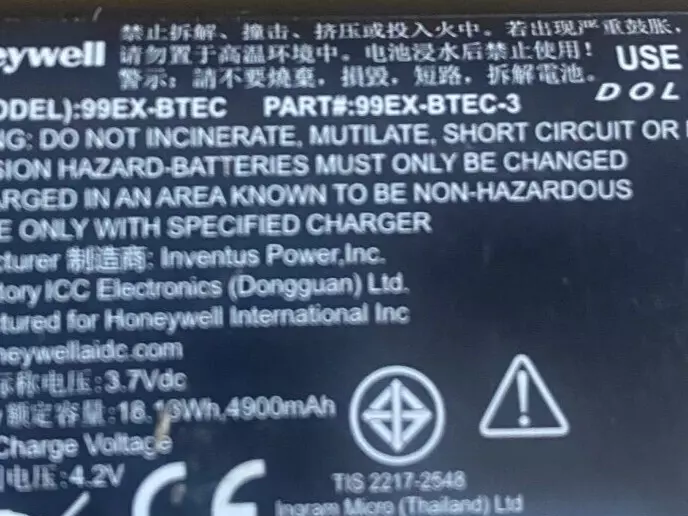 禁止拆解、撞击、挤压或投入火中。若出现严重鼓胀，
eywell 请勿置于高温环境中。电池浸水后禁止使用！ USE
警示：請不要燒棄，損毀，短路，拆解電池。 DOL
ODEL):99EX-BTEC PART#:99EX-BTEC-3
NG: DO NOT INCINERATE, MUTILATE, SHORT CIRCUIT OR
SION HAZARD-BATTERIES MUST ONLY BE CHANGED
ARGED IN AN AREA KNOWN TO BE NON-HAZARDOUS
E ONLY WITH SPECIFIED CHARGER
cturer 制造商: Inventus Power,Inc.
tory ICC Electronics (Dongguan) Ltd.
ctured for Honeywell International Inc
neywellaidc.com
标称电压:3.7Vdc
额定容量:18.13Wh,4900mAh
Charge Voltage
电压:4.2V
CE
TIS 2217-2548
Ingram Micro (Thailand) Ltd